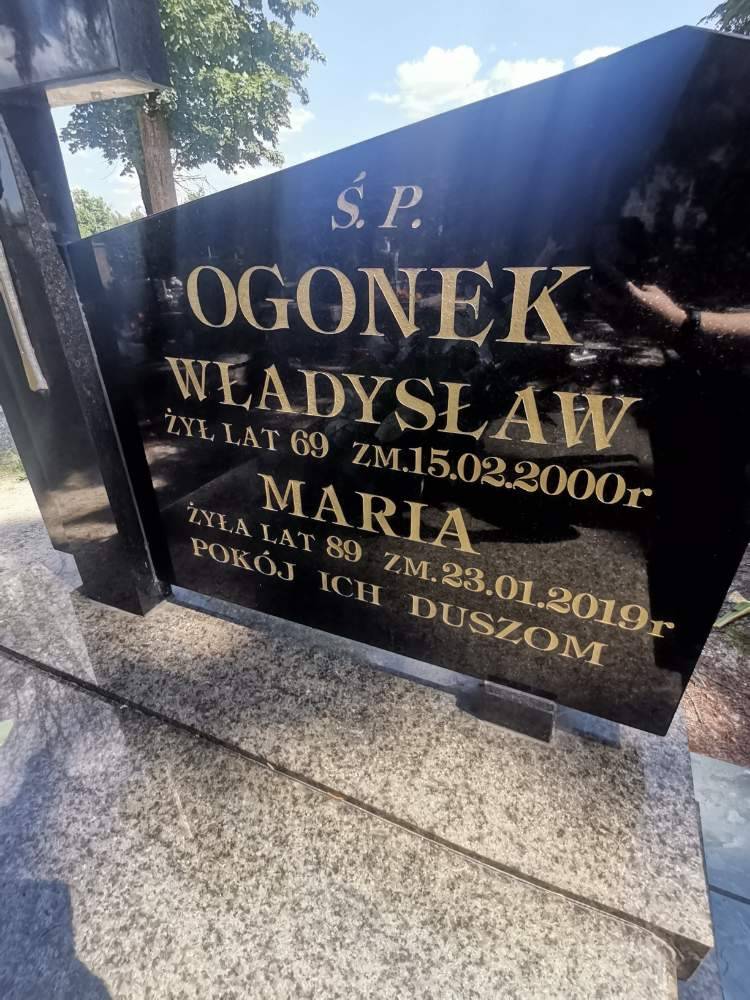 Ś. P.
OGONEK
WŁADYSŁAW
ŻYŁ LAT 69 ZM.15.02.2000r
MARIA
ŻYŁA LAT 89 ZM.23.01.2019r
POKÓJ ICH DUSZOM